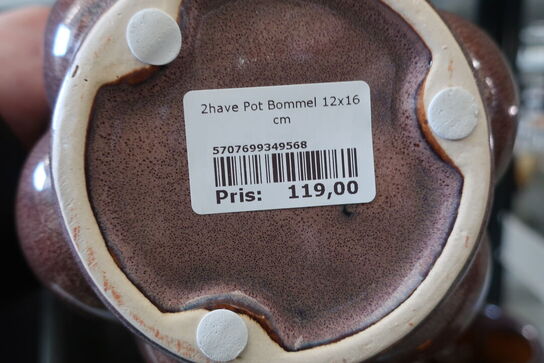 2have Pot Bommel 12x16
cm
5707699349568
Pris: 119,00